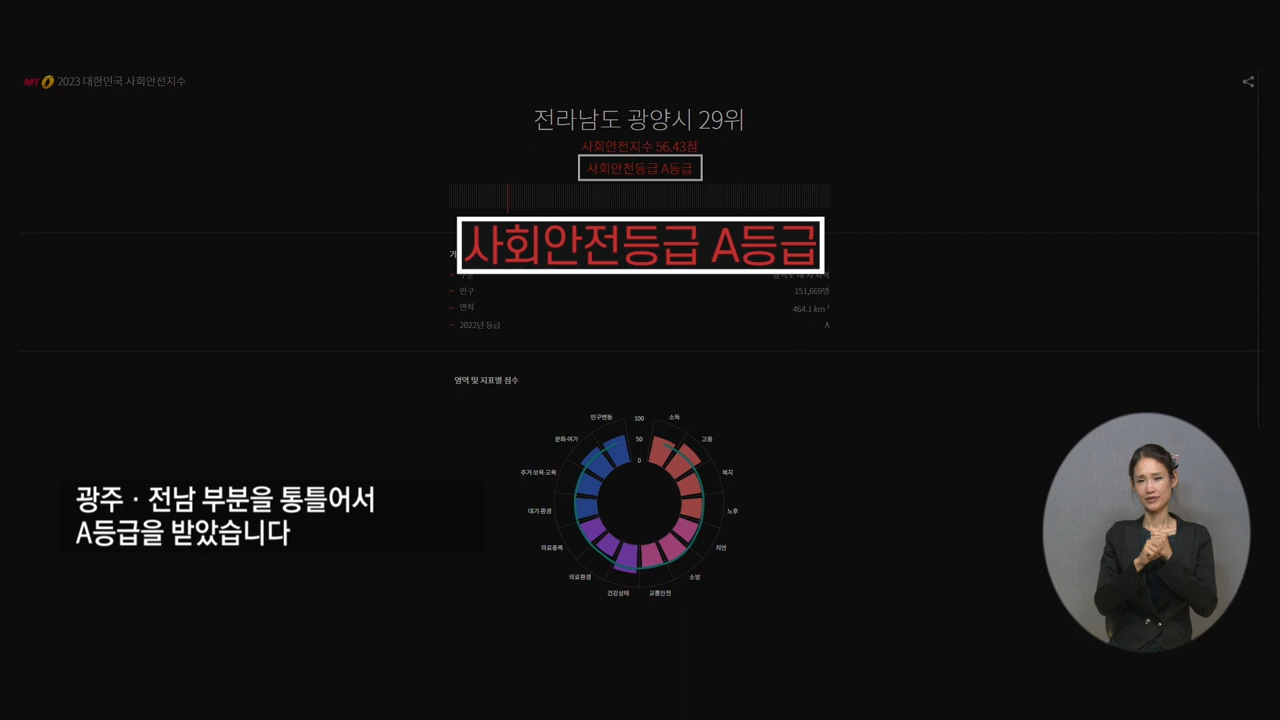 MT 2023 대한민국 사회안전지수
전라남도 광양시 29위
사회안전지수 56.43점
사회안전등급 A등급
사회안전등급 A등급
인구 151,669명
면적 464.1 km²
2022년 등급 A
영역 및 지표별 점수
인구변동 100 소득
문화·여가 50 고용
0
주거·보육·교육 복지
대기·환경 노후
의료충족 치안
의료환경 소방
건강상태 교통안전
광주·전남 부분을 통틀어서
A등급을 받았습니다